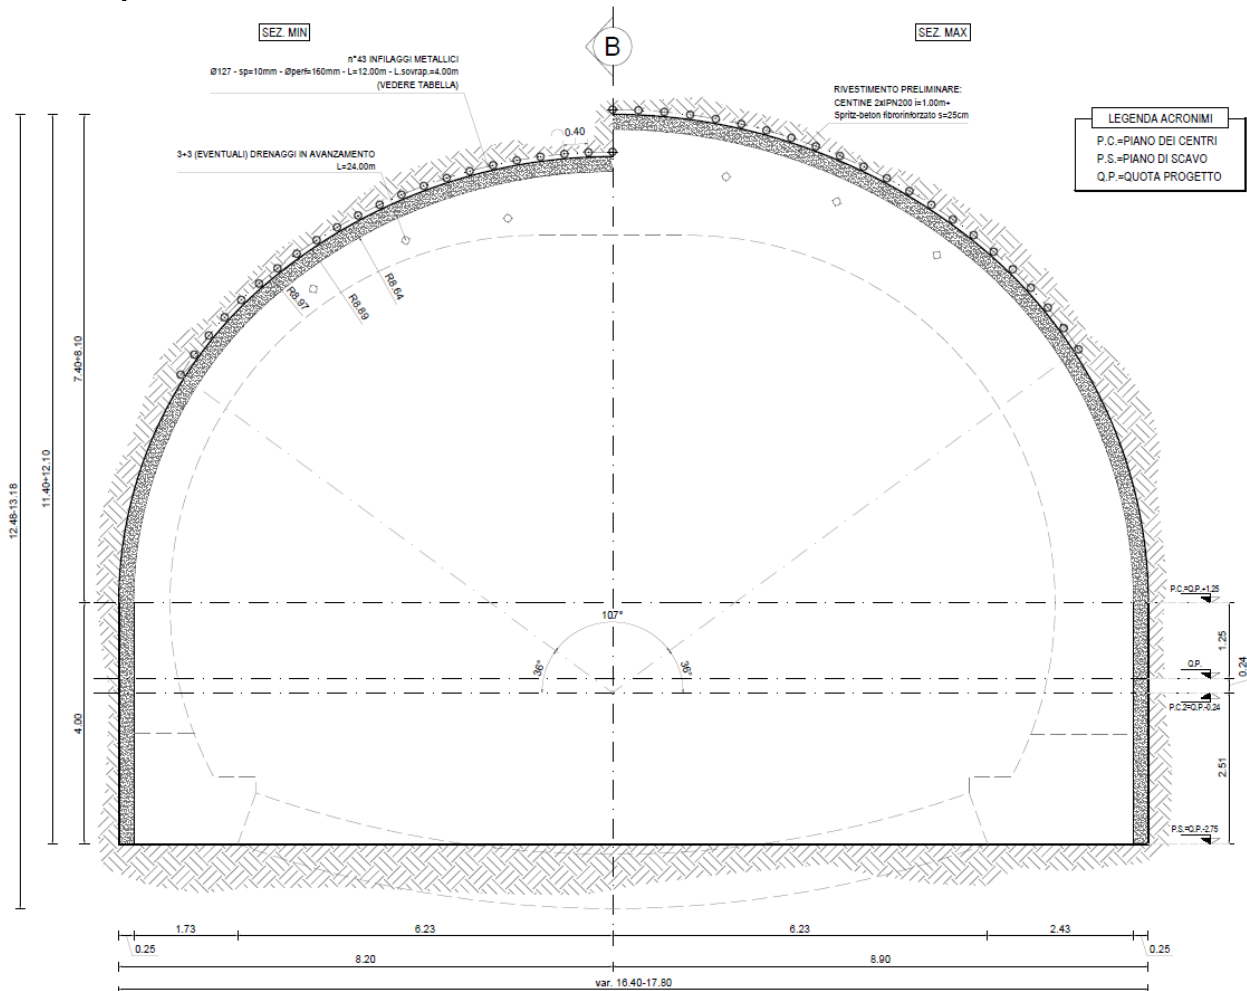 SEZ. MIN
B
SEZ. MAX
n°43 INFILAGGI METALLICI
Ø127 - sp=10mm - Øperf=160mm - L=12.00m - L.sovrap.=4.00m
(VEDERE TABELLA)
RIVESTIMENTO PRELIMINARE:
CENTINE 2xIPN200 i=1.00m+
Spritz-beton fibrorinforzato s=25cm
LEGENDA ACRONIMI
P.C.=PIANO DEI CENTRI
P.S.=PIANO DI SCAVO
Q.P.=QUOTA PROGETTO
0.40
3+3 (EVENTUALI) DRENAGGI IN AVANZAMENTO
L=24.00m
R8.97
R8.89
R8.64
7.40÷8.10
11.40÷12.10
12.48-13.18
P.C.=Q.P.+1.25
107°
36°
36°
1.25
Q.P.
0.24
P.C.2=Q.P.-0.24
4.00
2.51
P.S.=Q.P.-2.75
1.73
6.23
6.23
2.43
0.25
0.25
8.20
8.90
var. 16.40-17.80